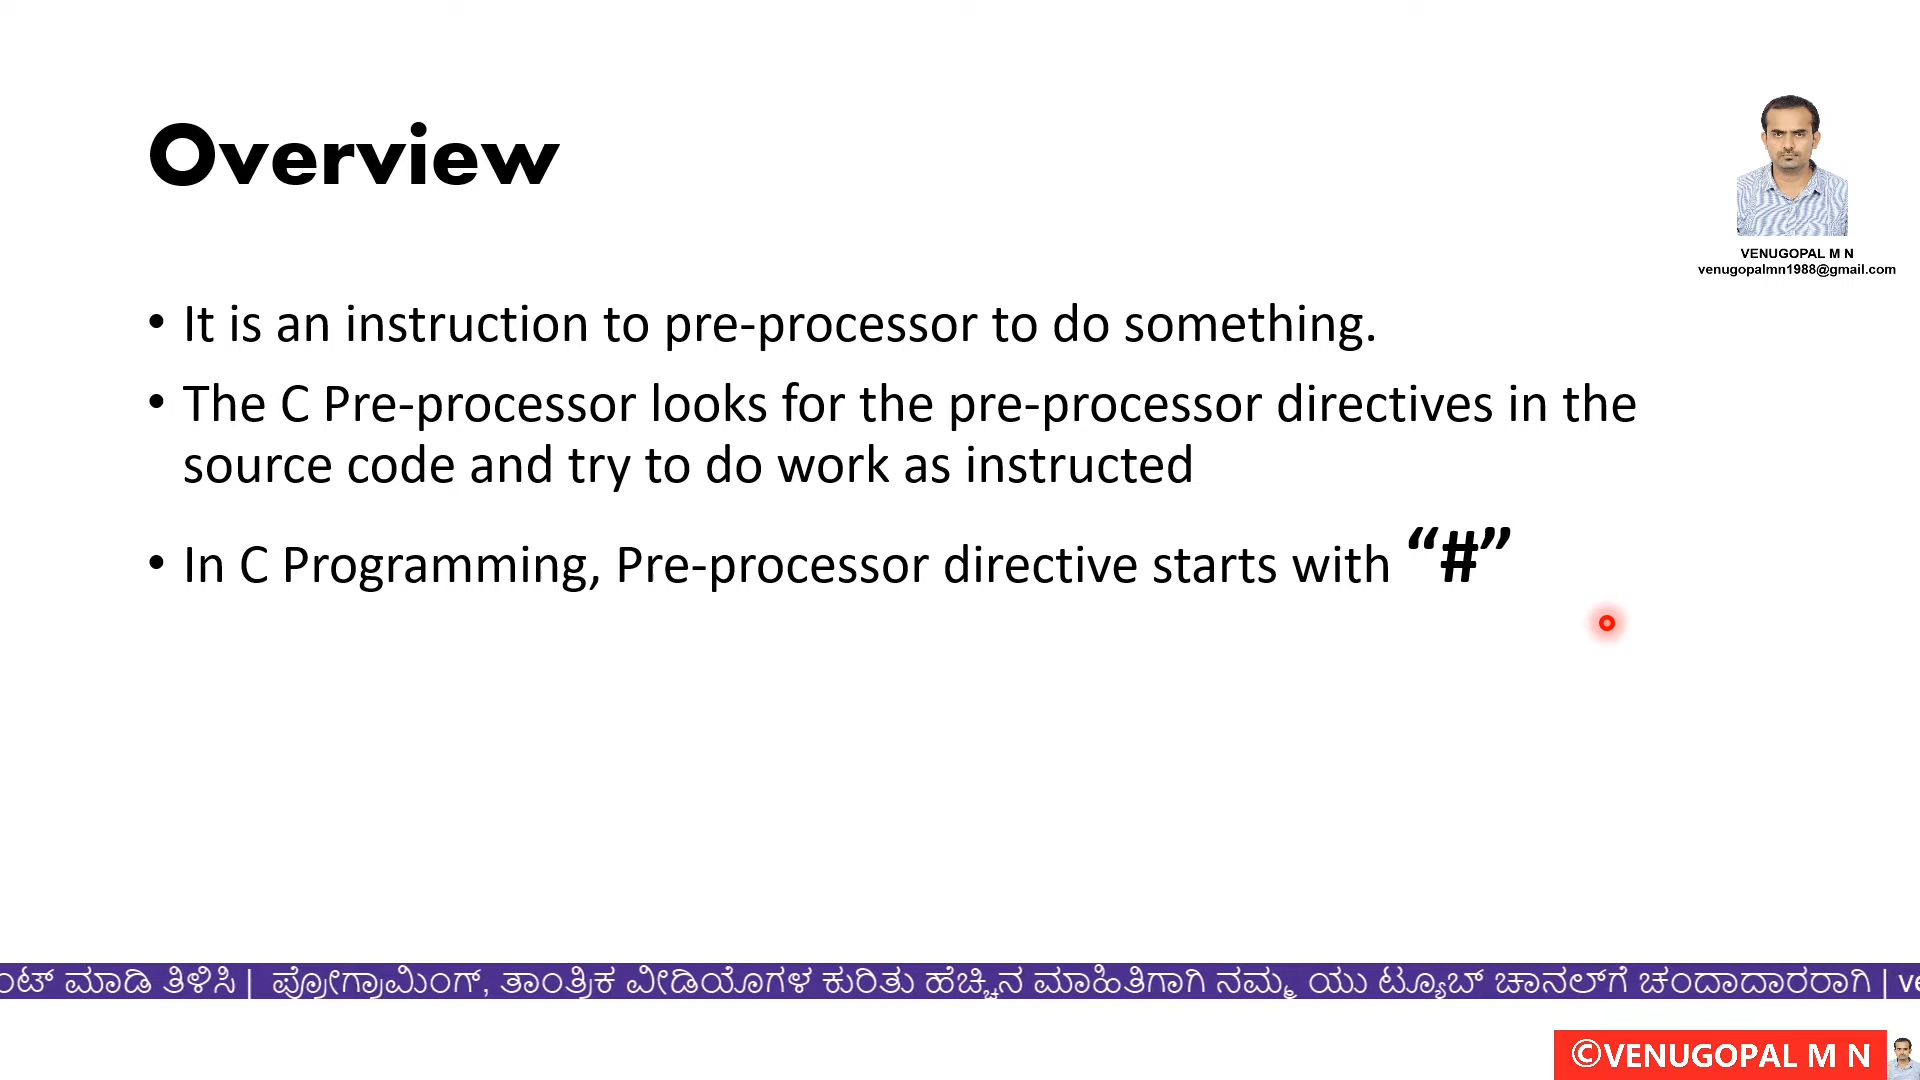 Overview
VENUGOPAL M N
venugopalmn1988@gmail.com
• It is an instruction to pre-processor to do something.
• The C Pre-processor looks for the pre-processor directives in the
source code and try to do work as instructed
• In C Programming, Pre-processor directive starts with “#”
ಮಾಡಿ ತಿಳಿಸಿ | ಪ್ರೋಗ್ರಾಮಿಂಗ್, ತಾಂತ್ರಿಕ ವೀಡಿಯೊಗಳ ಕುರಿತು ಹೆಚ್ಚಿನ ಮಾಹಿತಿಗಾಗಿ ನಮ್ಮ ಯು ಟ್ಯೂಬ್ ಚಾನಲ್‌ಗೆ ಚಂದಾದಾರರಾಗಿ |
©VENUGOPAL M N